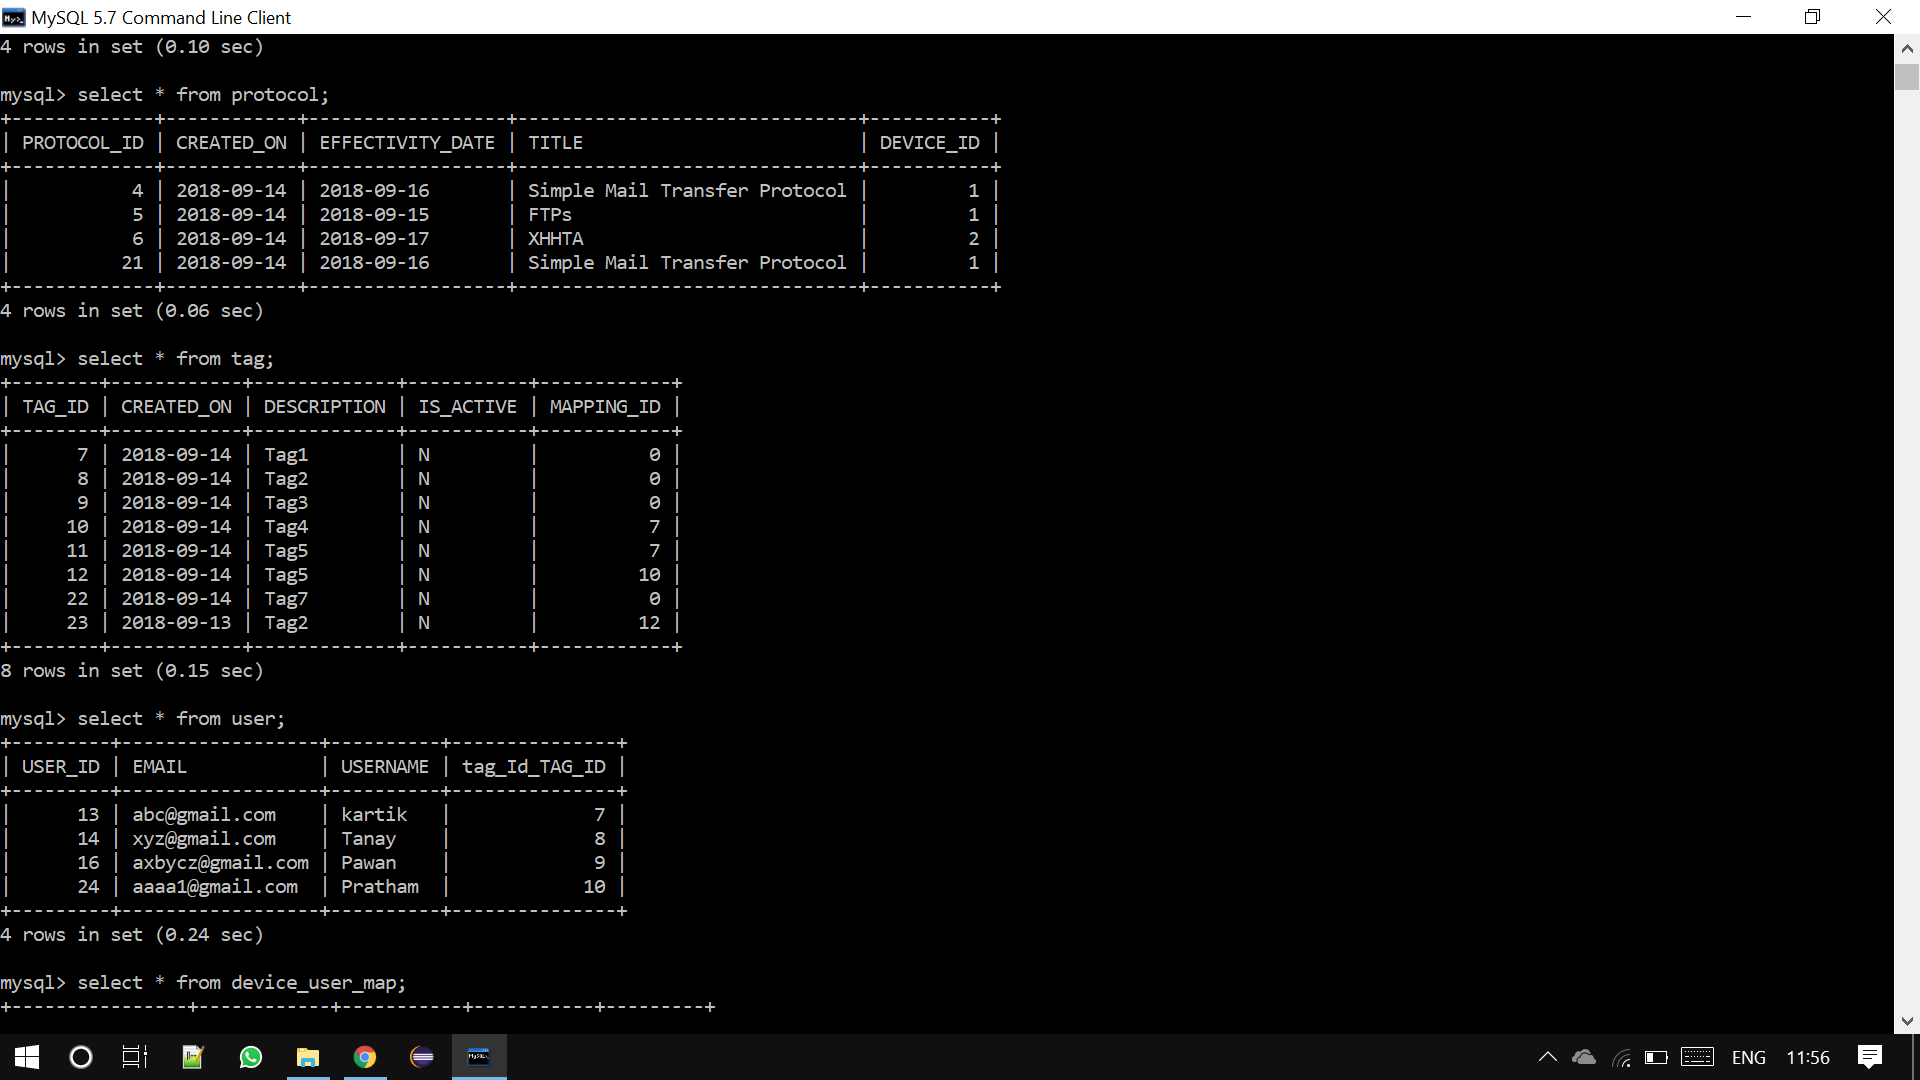 MySQL 5.7 Command Line Client
4 rows in set (0.10 sec)
mysql> select * from protocol;
+-------------+------------+------------------+-------------------------------+-----------+
| PROTOCOL_ID | CREATED_ON | EFFECTIVITY_DATE | TITLE                         | DEVICE_ID |
+-------------+------------+------------------+-------------------------------+-----------+
|           4 | 2018-09-14 | 2018-09-16       | Simple Mail Transfer Protocol |         1 |
|           5 | 2018-09-14 | 2018-09-15       | FTPs                          |         1 |
|           6 | 2018-09-14 | 2018-09-17       | XHHTA                         |         2 |
|          21 | 2018-09-14 | 2018-09-16       | Simple Mail Transfer Protocol |         1 |
+-------------+------------+------------------+-------------------------------+-----------+
4 rows in set (0.06 sec)
mysql> select * from tag;
+--------+------------+-------------+-----------+------------+
| TAG_ID | CREATED_ON | DESCRIPTION | IS_ACTIVE | MAPPING_ID |
+--------+------------+-------------+-----------+------------+
|      7 | 2018-09-14 | Tag1        | N         |          0 |
|      8 | 2018-09-14 | Tag2        | N         |          0 |
|      9 | 2018-09-14 | Tag3        | N         |          0 |
|     10 | 2018-09-14 | Tag4        | N         |          7 |
|     11 | 2018-09-14 | Tag5        | N         |          7 |
|     12 | 2018-09-14 | Tag5        | N         |         10 |
|     22 | 2018-09-14 | Tag7        | N         |          0 |
|     23 | 2018-09-13 | Tag2        | N         |         12 |
+--------+------------+-------------+-----------+------------+
8 rows in set (0.15 sec)
mysql> select * from user;
+---------+------------------+----------+---------------+
| USER_ID | EMAIL            | USERNAME | tag_Id_TAG_ID |
+---------+------------------+----------+---------------+
|      13 | abc@gmail.com    | kartik   |             7 |
|      14 | xyz@gmail.com    | Tanay    |             8 |
|      16 | axbycz@gmail.com | Pawan    |             9 |
|      24 | aaaa1@gmail.com  | Pratham  |            10 |
+---------+------------------+----------+---------------+
4 rows in set (0.24 sec)
mysql> select * from device_user_map;
+----------------+------------+-----------+-----------+---------+
ENG 11:56